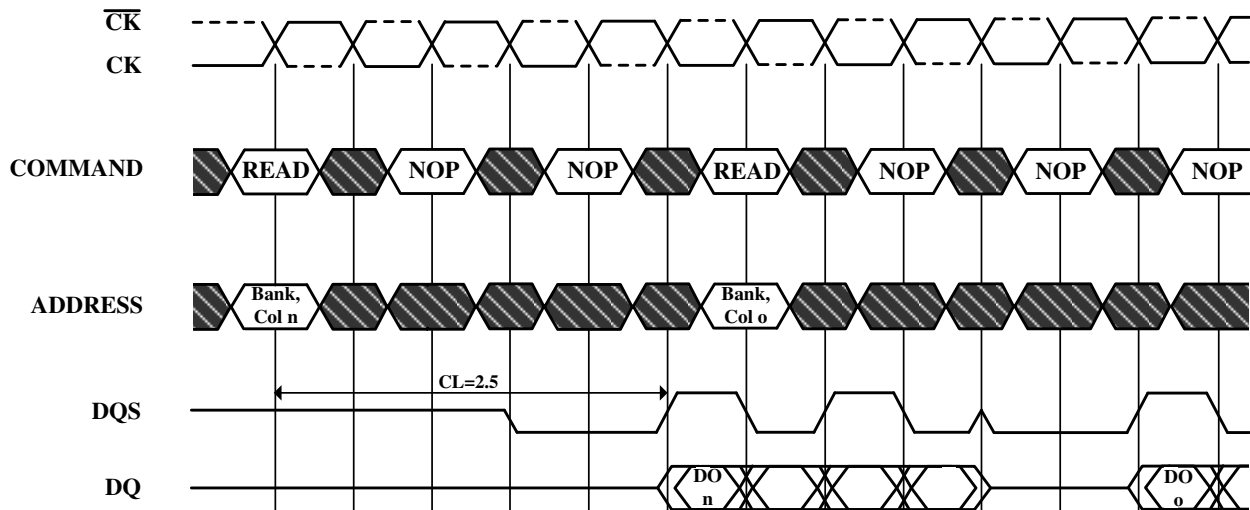 C̅K̅
CK
COMMAND READ NOP NOP READ NOP NOP NOP
ADDRESS Bank, Col n Bank, Col o
CL=2.5
DQS
DQ DO n DO o